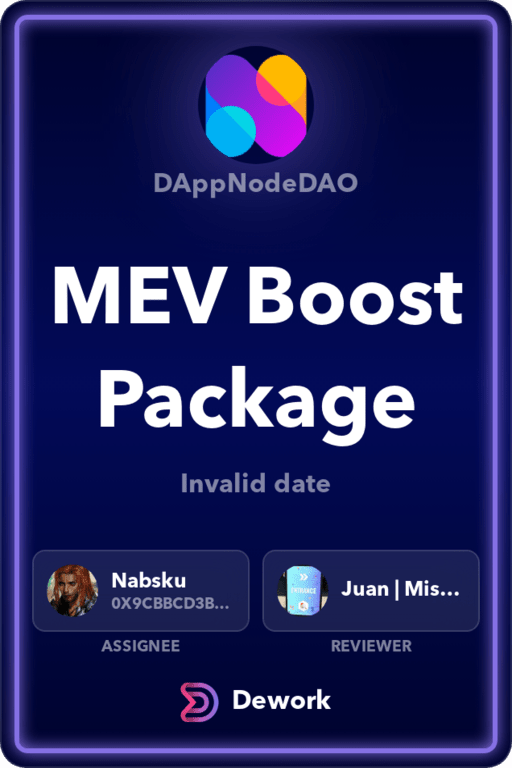 DAppNodeDAO
MEV Boost
Package
Invalid date
Nabsku
0X9CBBCD3B...
ASSIGNEE
Juan | Mis...
REVIEWER
Dework